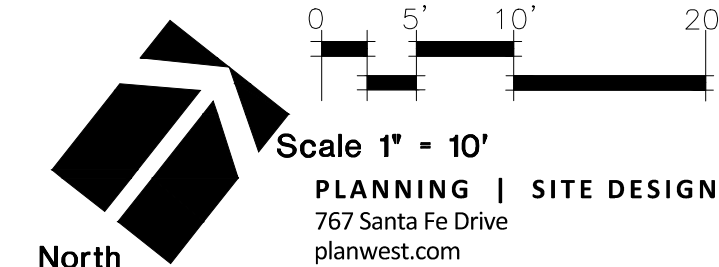 0 5' 10' 20
Scale 1" = 10'
PLANNING | SITE DESIGN
767 Santa Fe Drive
planwest.com
North